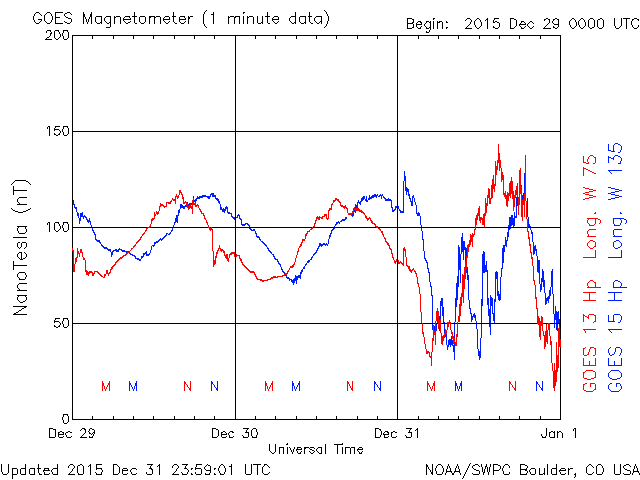 GOES Magnetometer (1 minute data)
Begin: 2015 Dec 29 0000 UTC
200
150
100
50
0
NanoTesla (nT)
M M N N M M N N M M N N
Dec 29 Dec 30 Dec 31 Jan 1
Universal Time
GOES 13 Hp Long. W 75
GOES 15 Hp Long. W 135
Updated 2015 Dec 31 23:59:01 UTC
NOAA/SWPC Boulder, CO USA